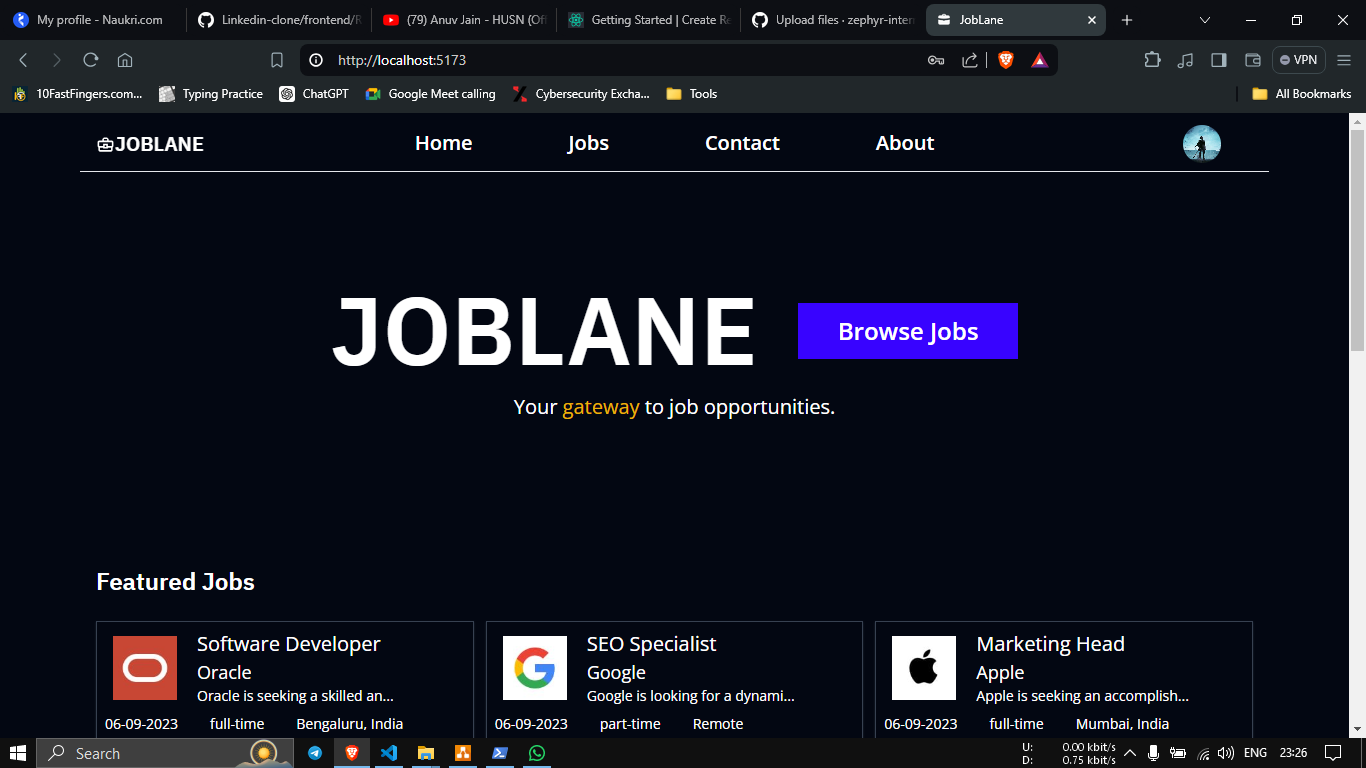 My profile - Naukri.com
Linkedin-clone/frontend/R
(79) Anuv Jain - HUSN (Off
Getting Started | Create Re
Upload files · zephyr-inter
JobLane
http://localhost:5173
VPN
10FastFingers.com...
Typing Practice
ChatGPT
Google Meet calling
Cybersecurity Excha...
Tools
All Bookmarks
JOBLANE
Home
Jobs
Contact
About
JOBLANE
Browse Jobs
Your gateway to job opportunities.
Featured Jobs
Software Developer
Oracle
Oracle is seeking a skilled an...
06-09-2023 full-time Bengaluru, India
SEO Specialist
Google
Google is looking for a dynami...
06-09-2023 part-time Remote
Marketing Head
Apple
Apple is seeking an accomplish...
06-09-2023 full-time Mumbai, India
Search
U: 0.00 kbit/s
D: 0.75 kbit/s
ENG
23:26